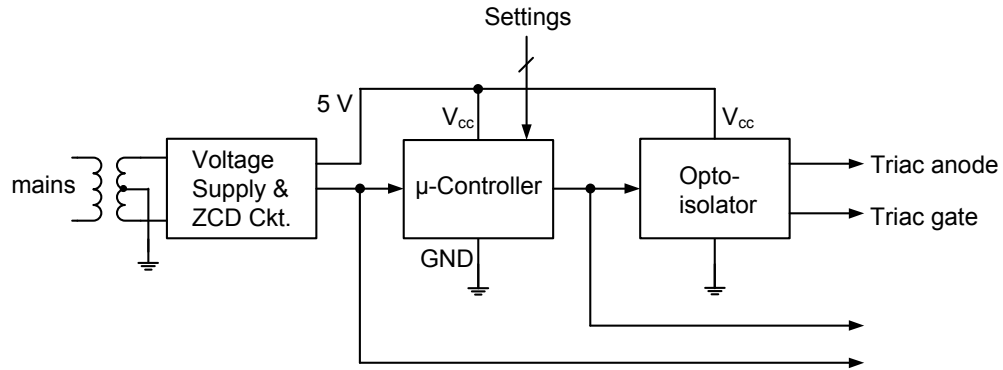 Settings
5 V
Vcc
Vcc
mains
Voltage
Supply &
ZCD Ckt.
µ-Controller
Opto-
isolator
Triac anode
Triac gate
GND